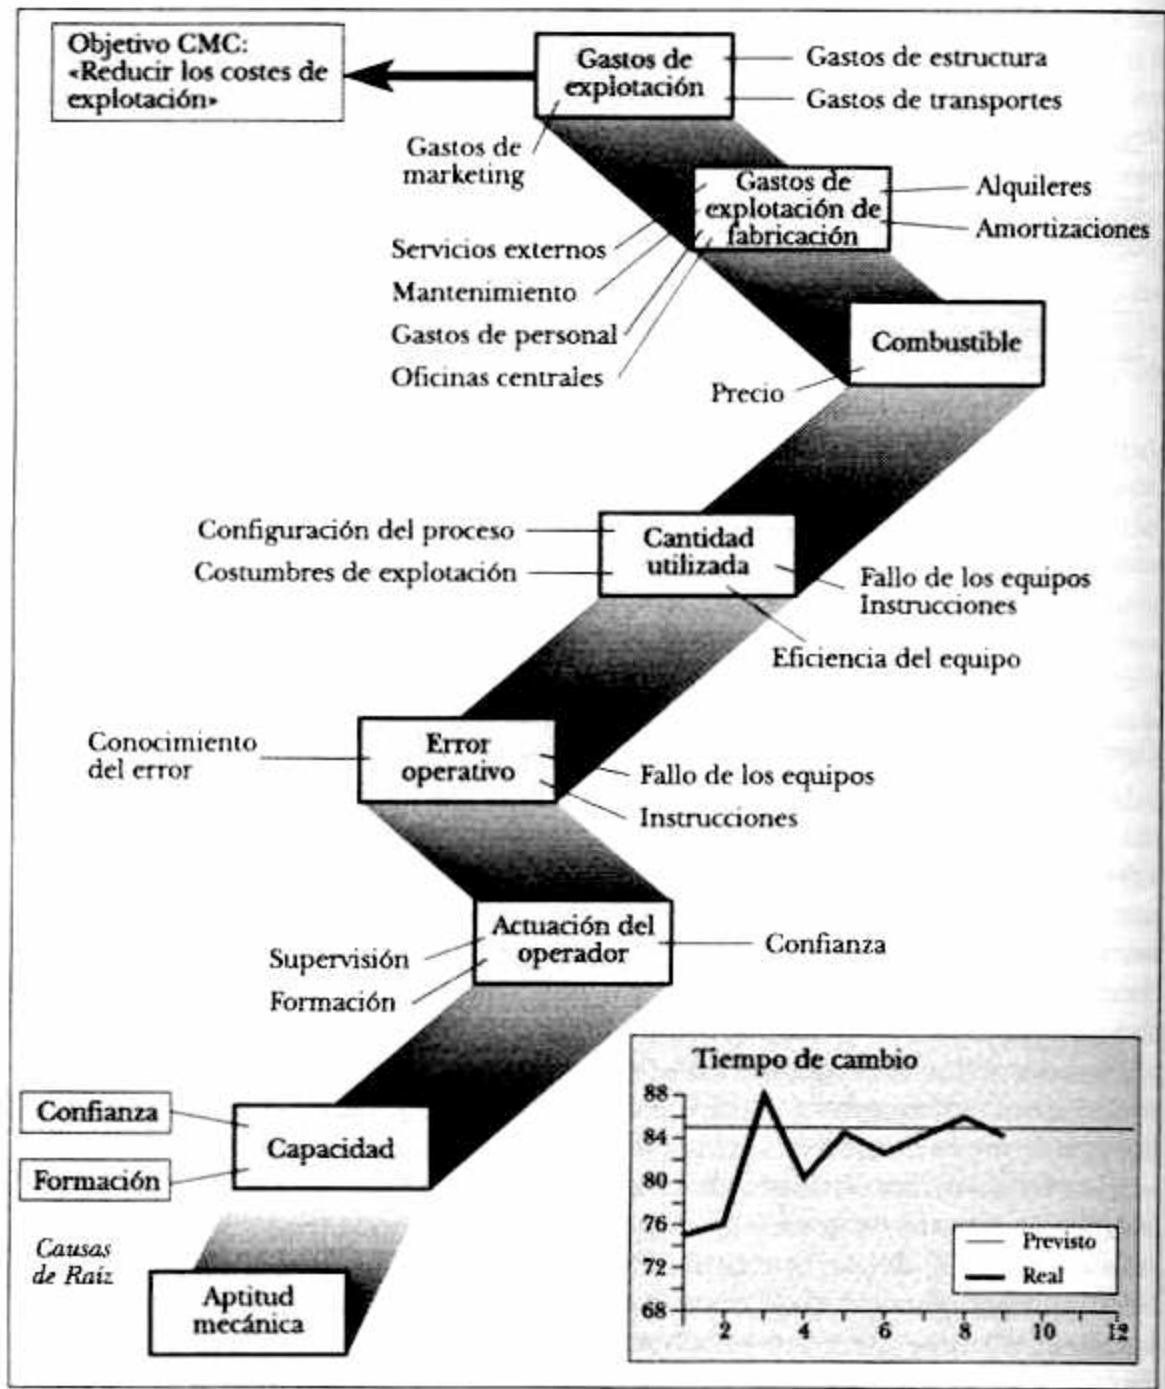 Objetivo CMC:
«Reducir los costes de
explotación»
Gastos de
explotación
Gastos de estructura
Gastos de transportes
Gastos de
marketing
Gastos de
explotación de
fabricación
Alquileres
Amortizaciones
Servicios externos
Mantenimiento
Gastos de personal
Oficinas centrales
Combustible
Precio
Configuración del proceso
Costumbres de explotación
Cantidad
utilizada
Fallo de los equipos
Instrucciones
Eficiencia del equipo
Conocimiento
del error
Error
operativo
Fallo de los equipos
Instrucciones
Actuación del
operador
Supervisión
Formación
Confianza
Confianza
Formación
Capacidad
Causas
de Raíz
Aptitud
mecánica
Tiempo de cambio
88
84
80
76
72
68
2 4 6 8 10 12
Previsto
Real